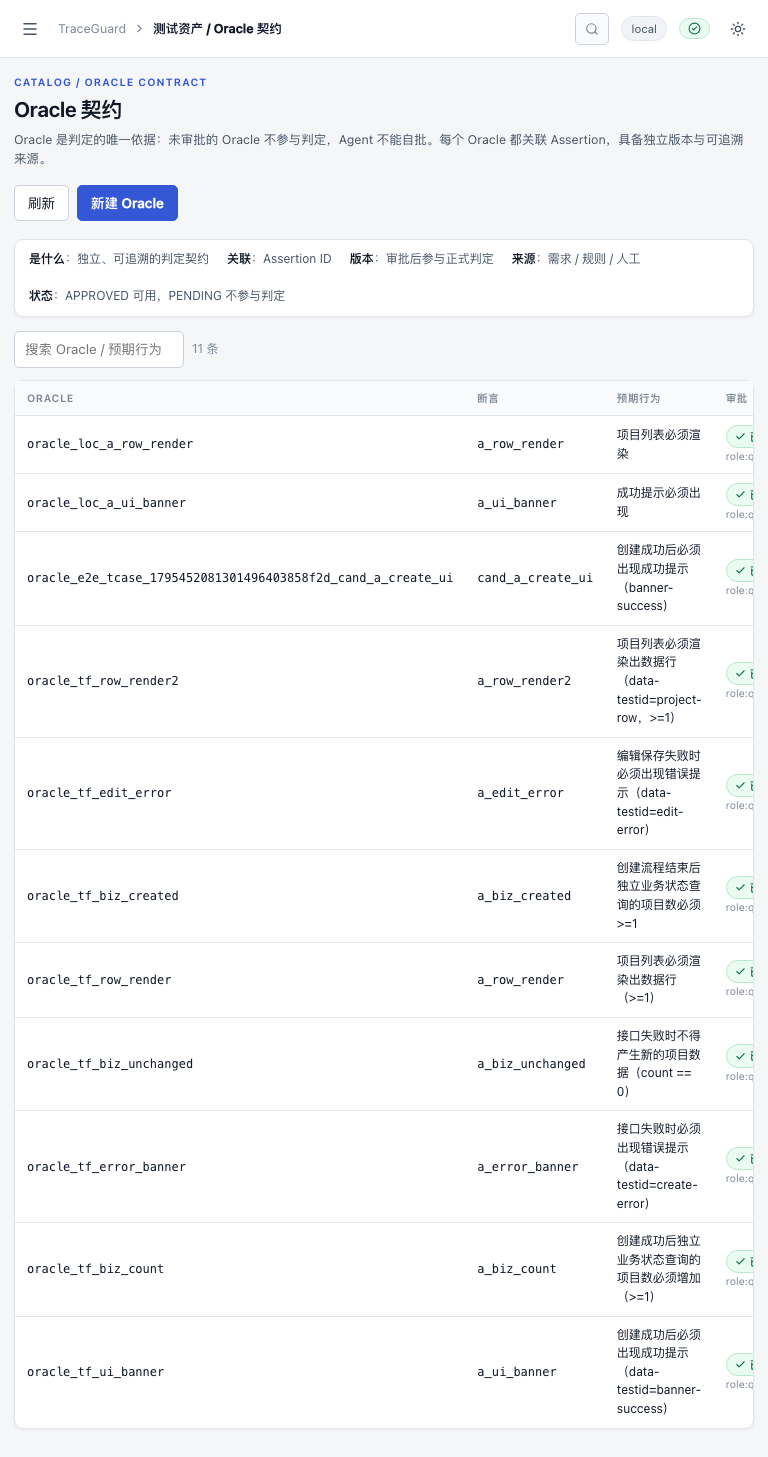 TraceGuard > 测试资产 / Oracle 契约
local
CATALOG / ORACLE CONTRACT
Oracle 契约
Oracle 是判定的唯一依据：未审批的 Oracle 不参与判定，Agent 不能自批。每个 Oracle 都关联 Assertion，具备独立版本与可追溯
来源。
刷新
新建 Oracle
是什么：独立、可追溯的判定契约 关联：Assertion ID 版本：审批后参与正式判定 来源：需求 / 规则 / 人工
状态：APPROVED 可用，PENDING 不参与判定
搜索 Oracle / 预期行为
11 条
ORACLE 断言 预期行为 审批
oracle_loc_a_row_render a_row_render
项目列表必须渲
染
role:q
oracle_loc_a_ui_banner a_ui_banner
成功提示必须出
现
role:q
oracle_e2e_tcase_1795452081301496403858f2d_cand_a_create_ui cand_a_create_ui
创建成功后必须
出现成功提示
（banner-
success）
role:q
oracle_tf_row_render2 a_row_render2
项目列表必须渲
染出数据行
（data-
testid=project-
row，>=1）
role:q
oracle_tf_edit_error a_edit_error
编辑保存失败时
必须出现错误提
示（data-
testid=edit-
error）
role:q
oracle_tf_biz_created a_biz_created
创建流程结束后
独立业务状态查
询的项目数必须
>=1
role:q
oracle_tf_row_render a_row_render
项目列表必须渲
染出数据行
（>=1）
role:q
oracle_tf_biz_unchanged a_biz_unchanged
接口失败时不得
产生新的项目数
据（count ==
0）
role:q
oracle_tf_error_banner a_error_banner
接口失败时必须
出现错误提示
（data-
testid=create-
error）
role:q
oracle_tf_biz_count a_biz_count
创建成功后独立
业务状态查询的
项目数必须增加
（>=1）
role:q
oracle_tf_ui_banner a_ui_banner
创建成功后必须
出现成功提示
（data-
testid=banner-
success）
role:q